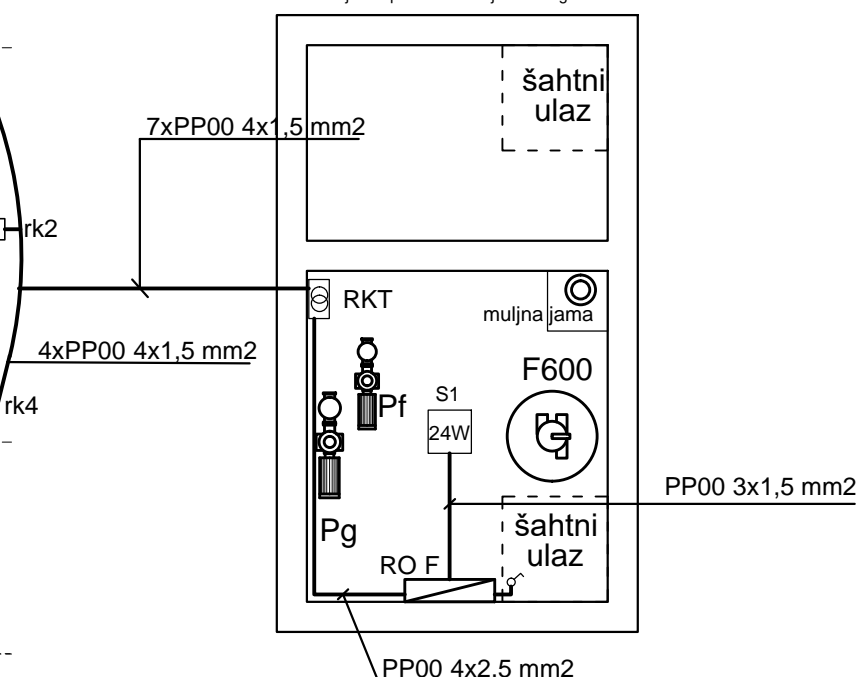 šahtni
ulaz
7xPP00 4x1,5 mm2
rk2
RKT
muljna jama
4xPP00 4x1,5 mm2
F600
S1
Pf
rk4
24W
PP00 3x1,5 mm2
Pg
šahtni
ulaz
RO F
PP00 4x2,5 mm2